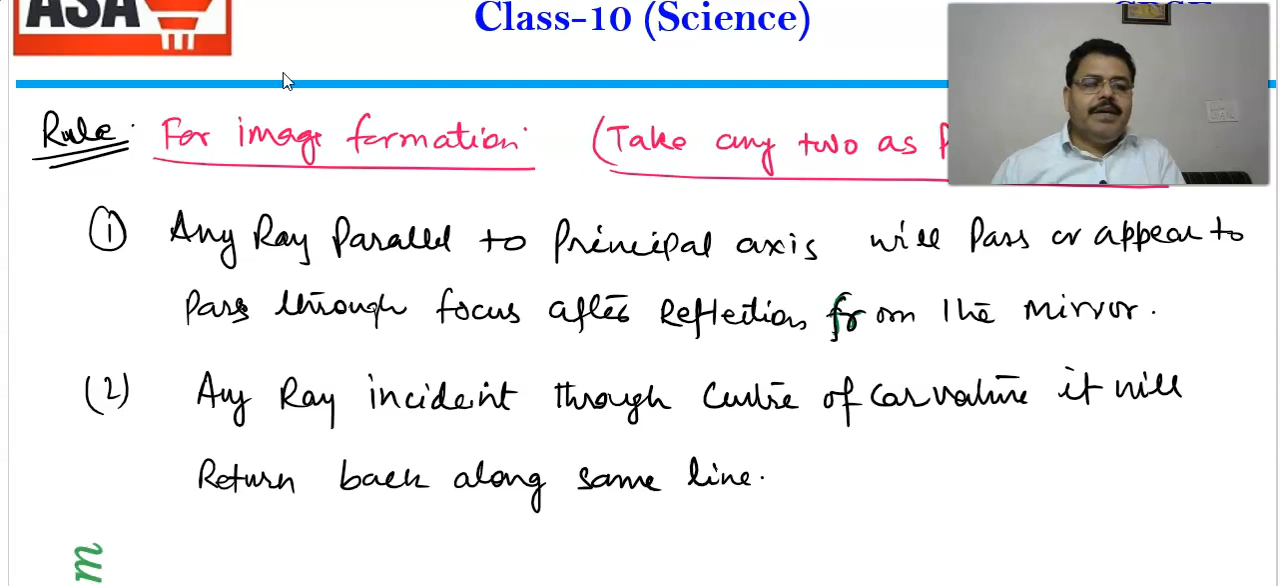 ASA
Class-10 (Science)
Rule: For image formation. (Take any two as
① Any Ray Parallel to Principal axis will Pass or appear to
Pass through focus after Reflection from the Mirror.
(2) Any Ray incident through Centre of Carvature it will
Return back along same line.
m